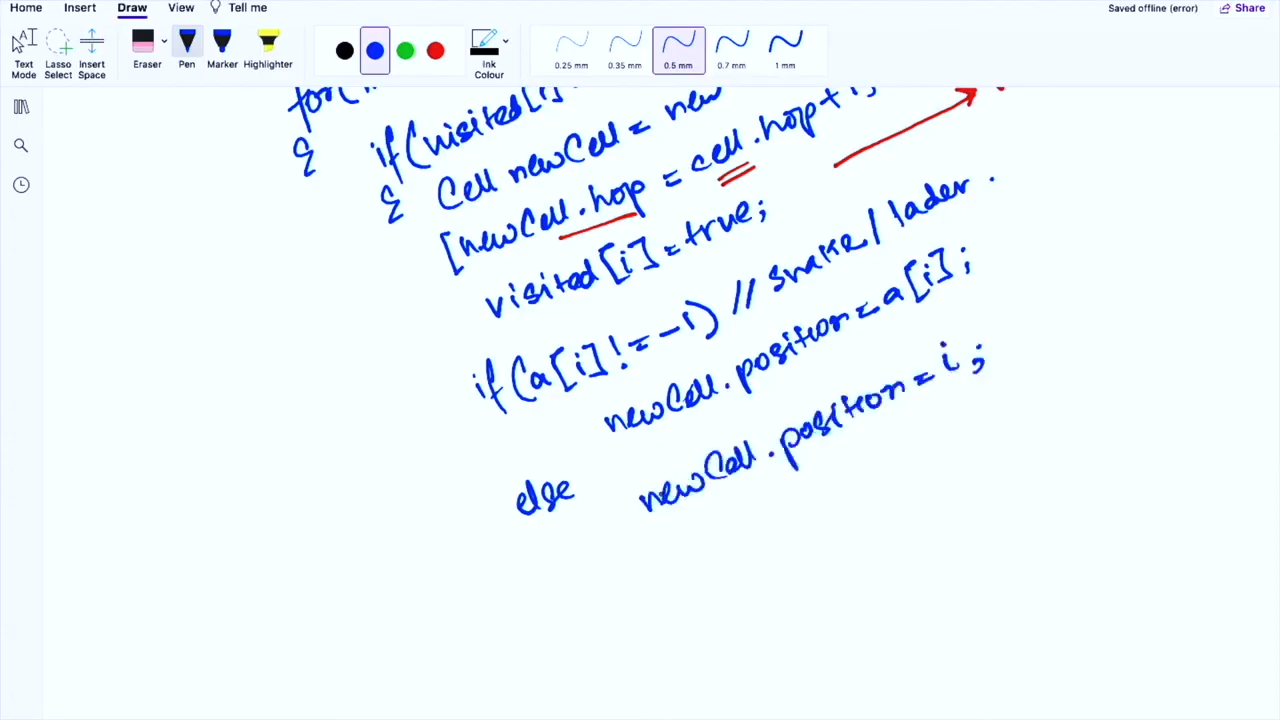 Home Insert Draw View Tell me
Saved offline (error) Share
Text Mode
Lasso Select
Insert Space
Eraser
Pen
Marker
Highlighter
Ink Colour
0.25 mm
0.35 mm
0.5 mm
0.7 mm
1 mm
for(
{ if(visited[i]
{ Cell newCell = new
[newCell.hop = cell.hop+1;
visited[i]=true;
if(a[i]!=-1) // snake/lader.
newCell.position=a[i];
else newCell.position=i;